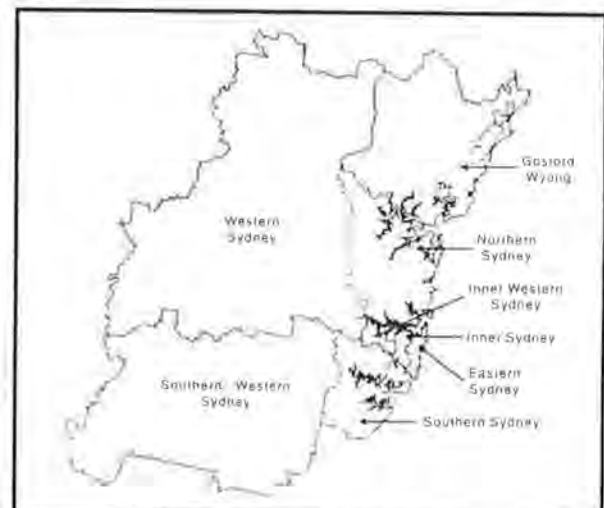 Gosford
Wyong
Western
Sydney
Northern
Sydney
Inner Western
Sydney
Inner Sydney
Eastern
Sydney
Southern Western
Sydney
Southern Sydney